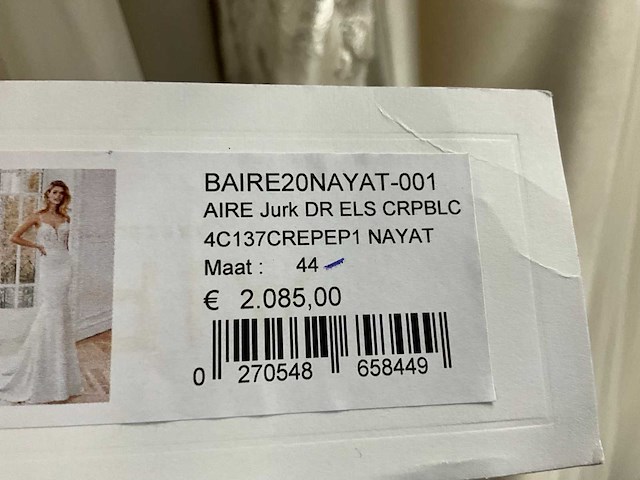 BAIRE20NAYAT-001
AIRE Jurk DR ELS CRPBLC
4C137CREPEP1 NAYAT
Maat : 44
€ 2.085,00
0 270548 658449